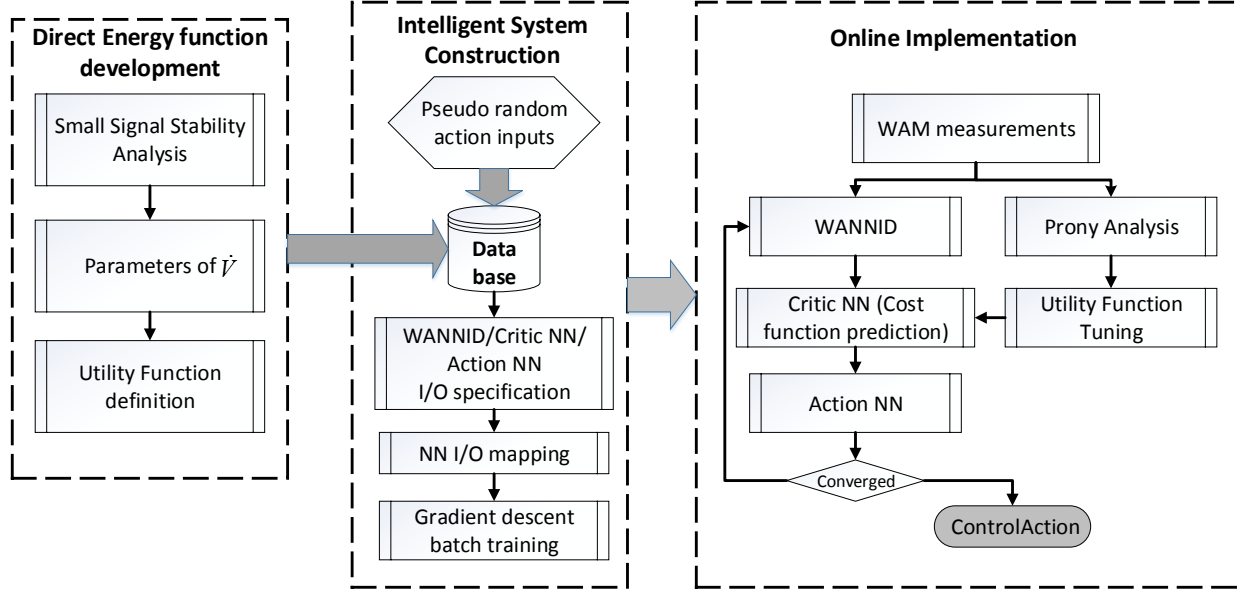 Direct Energy function
development
Small Signal Stability
Analysis
Parameters of V̇
Utility Function
definition
Intelligent System
Construction
Pseudo random
action inputs
Data
base
WANNID/Critic NN/
Action NN
I/O specification
NN I/O mapping
Gradient descent
batch training
Online Implementation
WAM measurements
WANNID
Prony Analysis
Critic NN (Cost
function prediction)
Utility Function
Tuning
Action NN
Converged
ControlAction